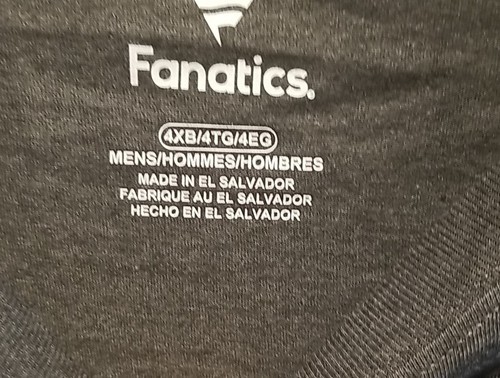 Fanatics.
4XB/4TG/4EG
MENS/HOMMES/HOMBRES
MADE IN EL SALVADOR
FABRIQUE AU EL SALVADOR
HECHO EN EL SALVADOR